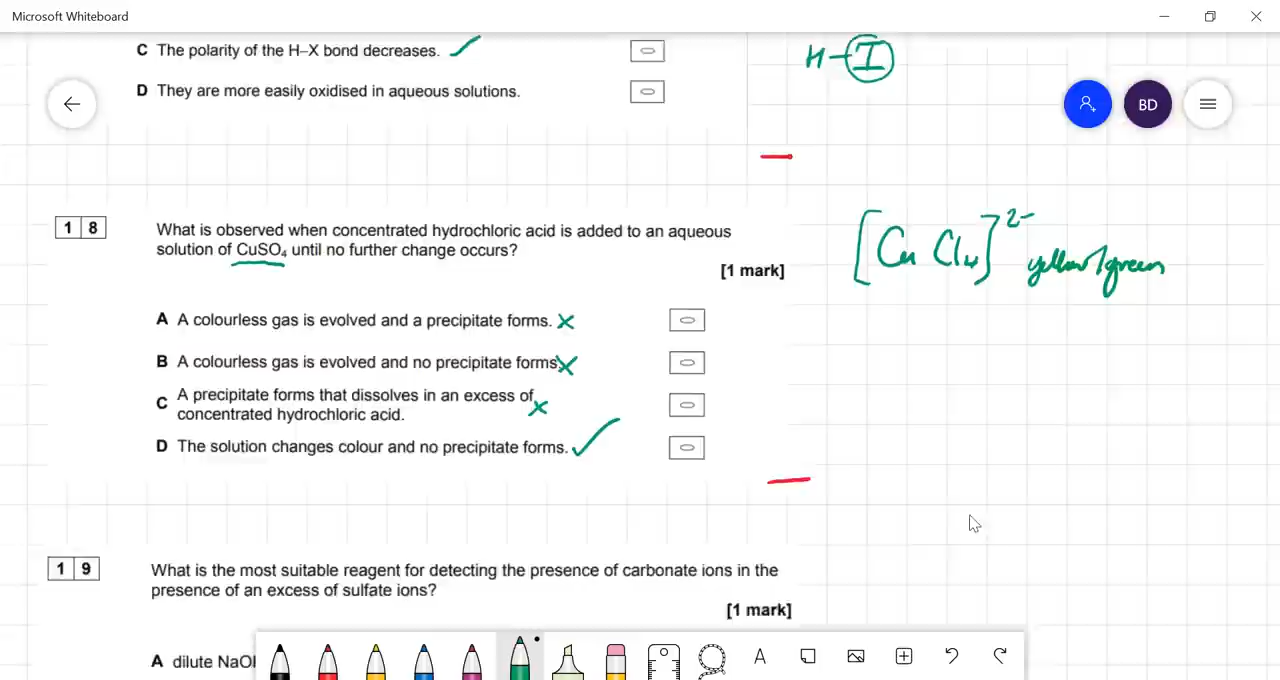 Microsoft Whiteboard
C The polarity of the H–X bond decreases.
H–I
D They are more easily oxidised in aqueous solutions.
BD
1 8
What is observed when concentrated hydrochloric acid is added to an aqueous
solution of CuSO₄ until no further change occurs?
[1 mark]
[CuCl₄]²⁻ yellow/green
A A colourless gas is evolved and a precipitate forms.
B A colourless gas is evolved and no precipitate forms.
C A precipitate forms that dissolves in an excess of
concentrated hydrochloric acid.
D The solution changes colour and no precipitate forms.
1 9
What is the most suitable reagent for detecting the presence of carbonate ions in the
presence of an excess of sulfate ions?
[1 mark]
A dilute NaOH
A